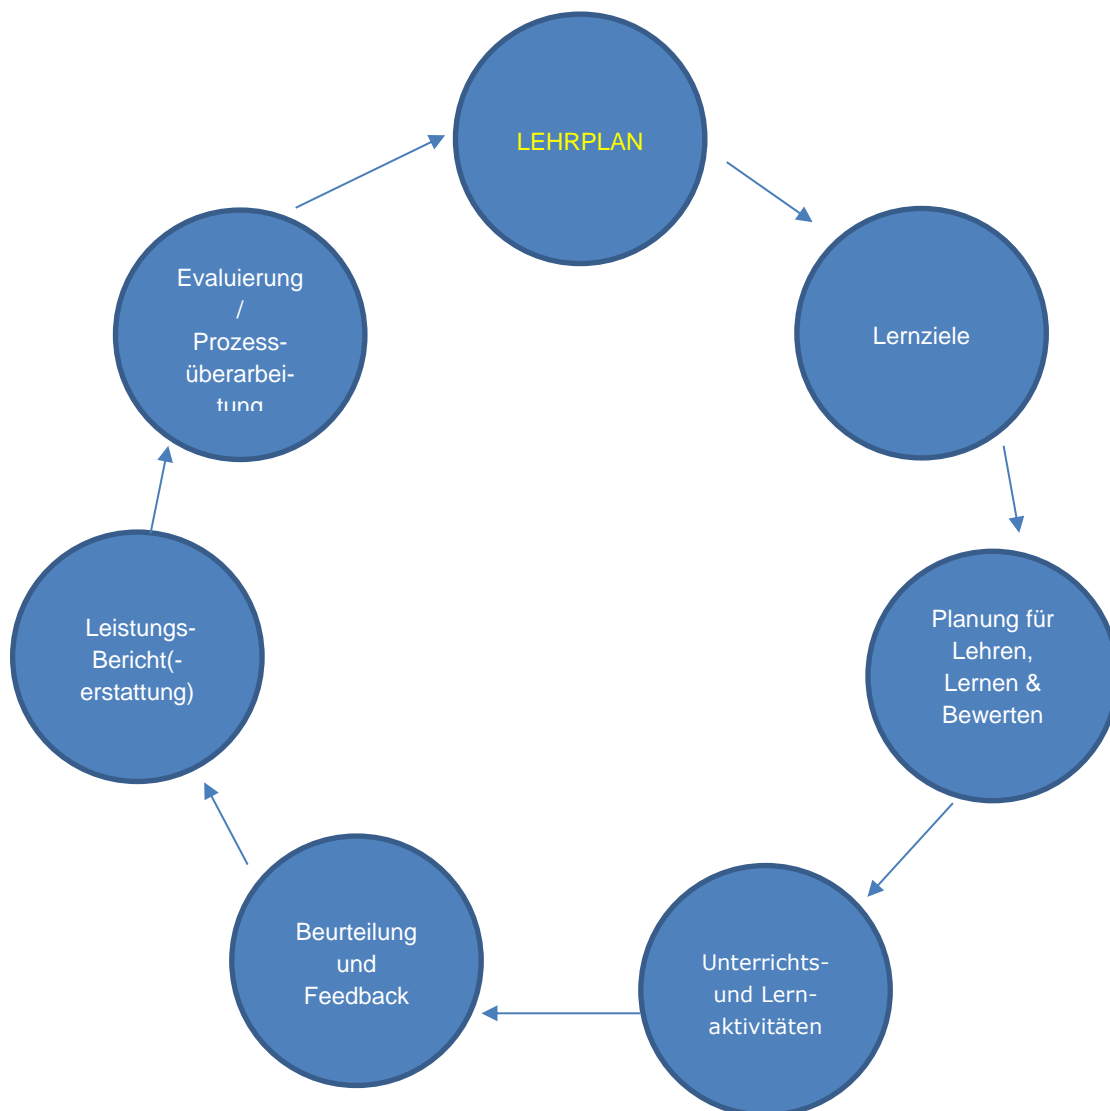 LEHRPLAN
Lernziele
Planung für
Lehren,
Lernen &
Bewerten
Unterrichts-
und Lern-
aktivitäten
Beurteilung
und
Feedback
Leistungs-
Bericht(-
erstattung)
Evaluierung
/
Prozess-
überarbei-
tung